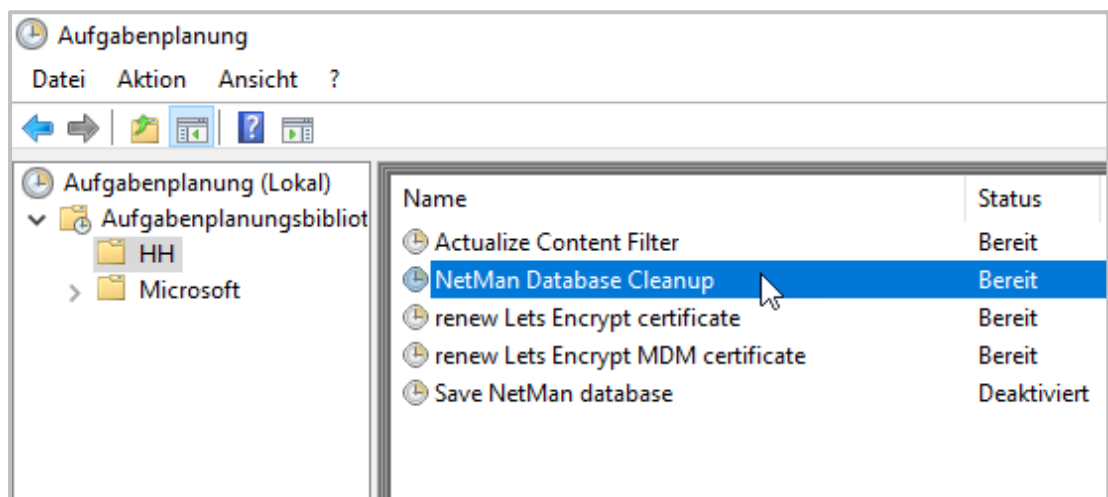 Aufgabenplanung
Datei Aktion Ansicht ?
Aufgabenplanung (Lokal)
Aufgabenplanungsbibliot
HH
Microsoft
Name Status
Actualize Content Filter Bereit
NetMan Database Cleanup Bereit
renew Lets Encrypt certificate Bereit
renew Lets Encrypt MDM certificate Bereit
Save NetMan database Deaktiviert